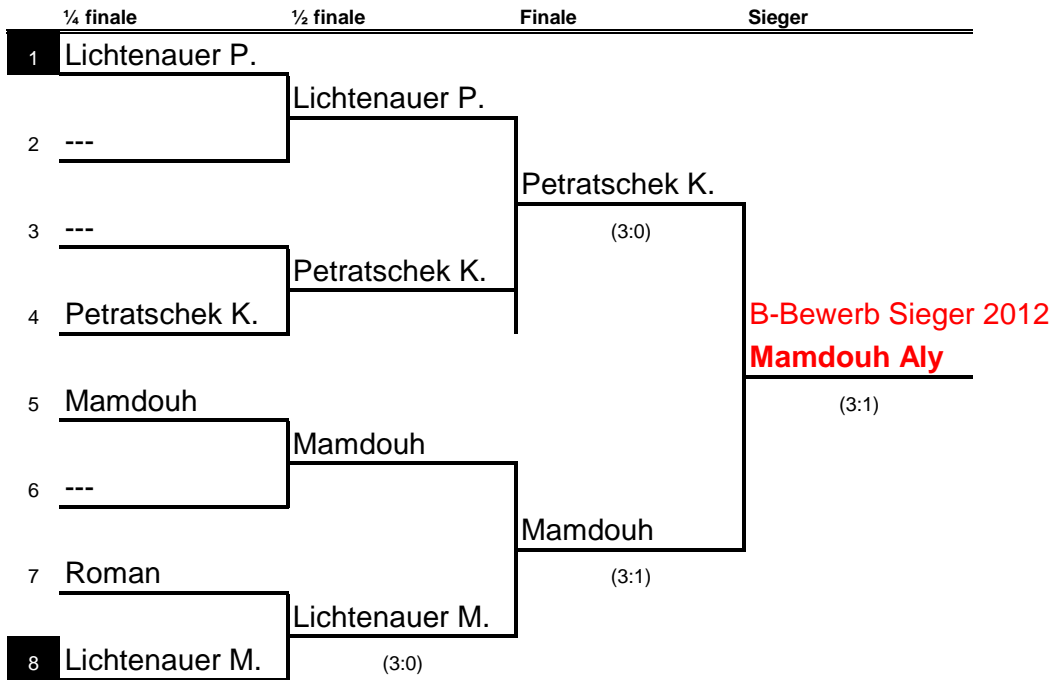 ¼ finale ½ finale Finale Sieger
1 Lichtenauer P.
Lichtenauer P.
2 ---
Petratschek K.
3 --- (3:0)
Petratschek K.
4 Petratschek K. B-Bewerb Sieger 2012
Mamdouh Aly
5 Mamdouh (3:1)
Mamdouh
6 ---
Mamdouh
7 Roman (3:1)
Lichtenauer M.
8 Lichtenauer M. (3:0)